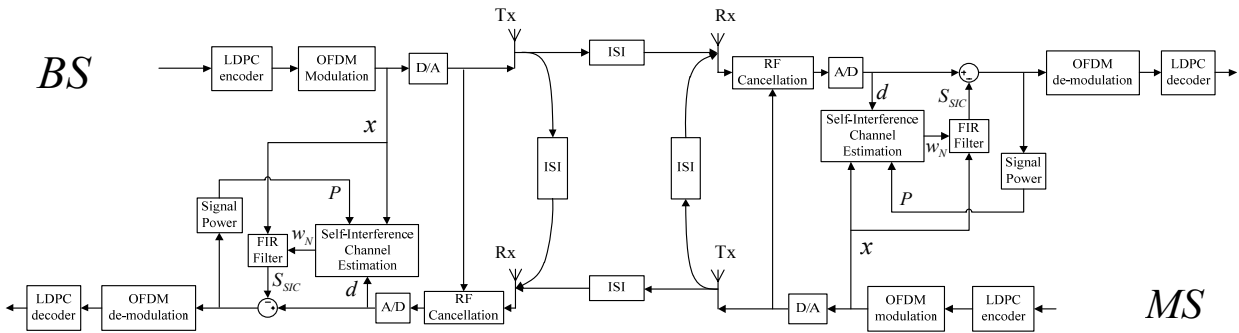 BS
LDPC
encoder
OFDM
Modulation
D/A
Tx
ISI
Rx
RF
Cancellation
A/D
d
+
−
S_SIC
OFDM
de-modulation
LDPC
decoder
x
Self-Interference
Channel
Estimation
w_N
FIR
Filter
Signal
Power
P
ISI
ISI
Signal
Power
P
FIR
Filter
w_N
Self-Interference
Channel
Estimation
S_SIC
x
Rx
Tx
LDPC
decoder
OFDM
de-modulation
−
+
d
A/D
RF
Cancellation
ISI
D/A
OFDM
modulation
LDPC
encoder
MS